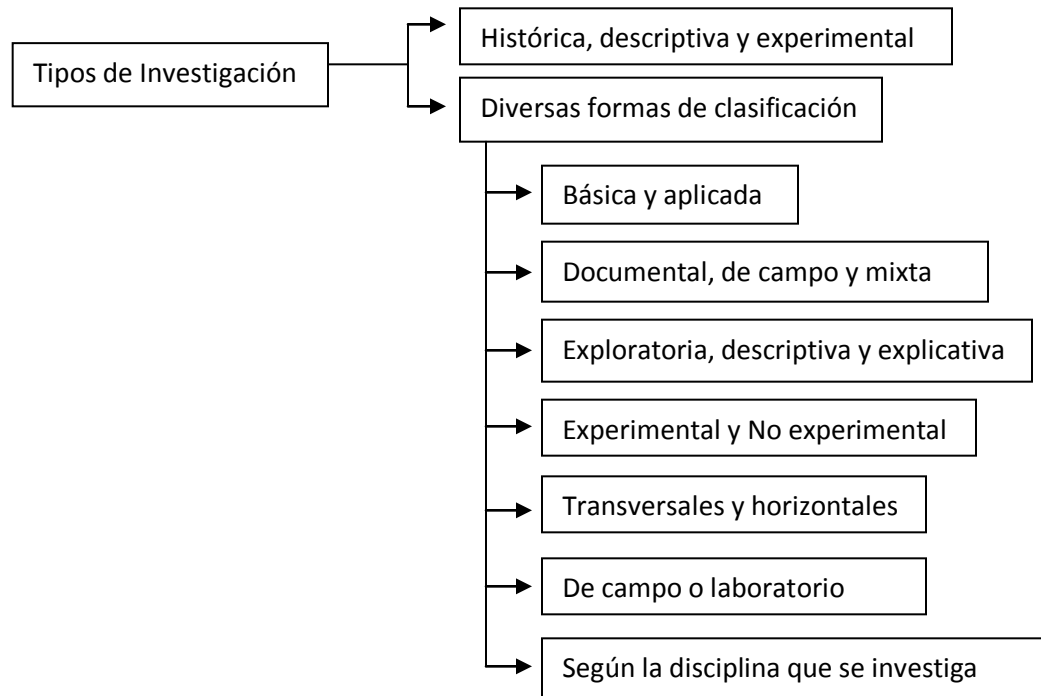 Histórica, descriptiva y experimental
Tipos de Investigación
Diversas formas de clasificación
Básica y aplicada
Documental, de campo y mixta
Exploratoria, descriptiva y explicativa
Experimental y No experimental
Transversales y horizontales
De campo o laboratorio
Según la disciplina que se investiga